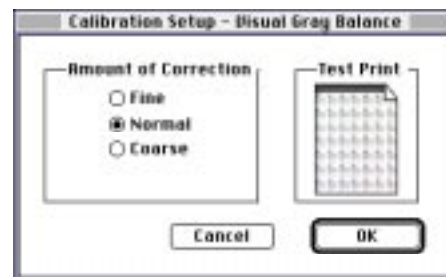 Calibration Setup - Visual Gray Balance
Amount of Correction
Fine
Normal
Coarse
Test Print
Cancel
OK